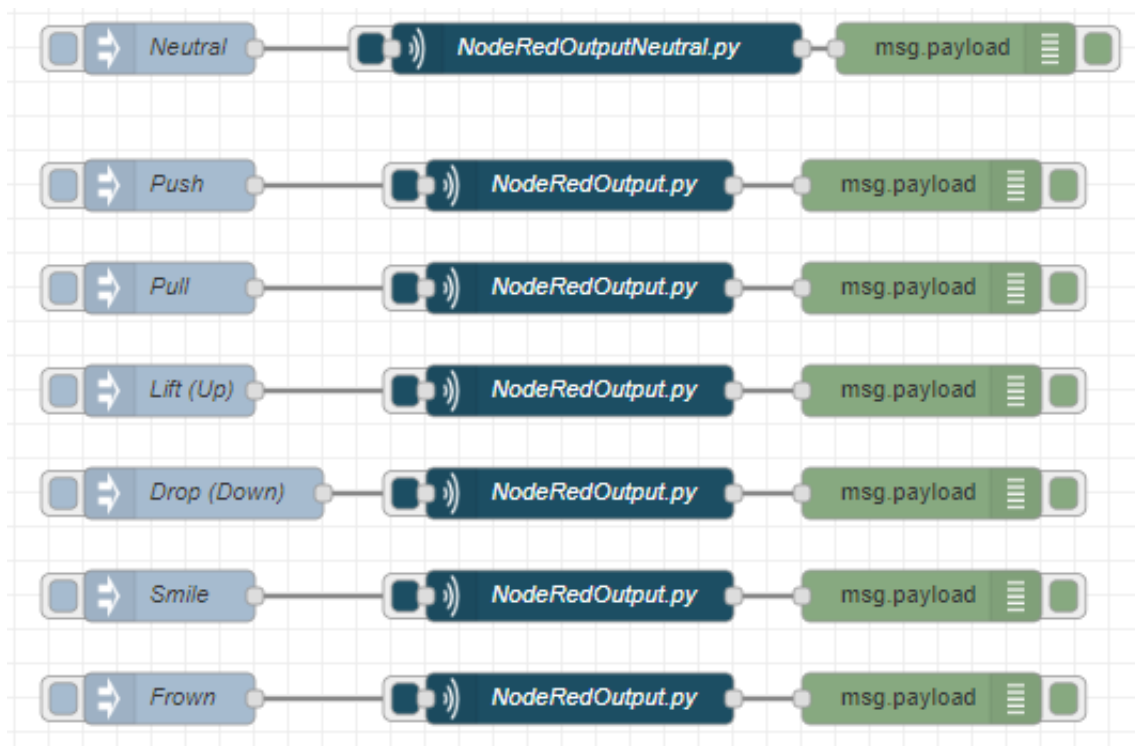 Neutral NodeRedOutputNeutral.py msg.payload
Push NodeRedOutput.py msg.payload
Pull NodeRedOutput.py msg.payload
Lift (Up) NodeRedOutput.py msg.payload
Drop (Down) NodeRedOutput.py msg.payload
Smile NodeRedOutput.py msg.payload
Frown NodeRedOutput.py msg.payload